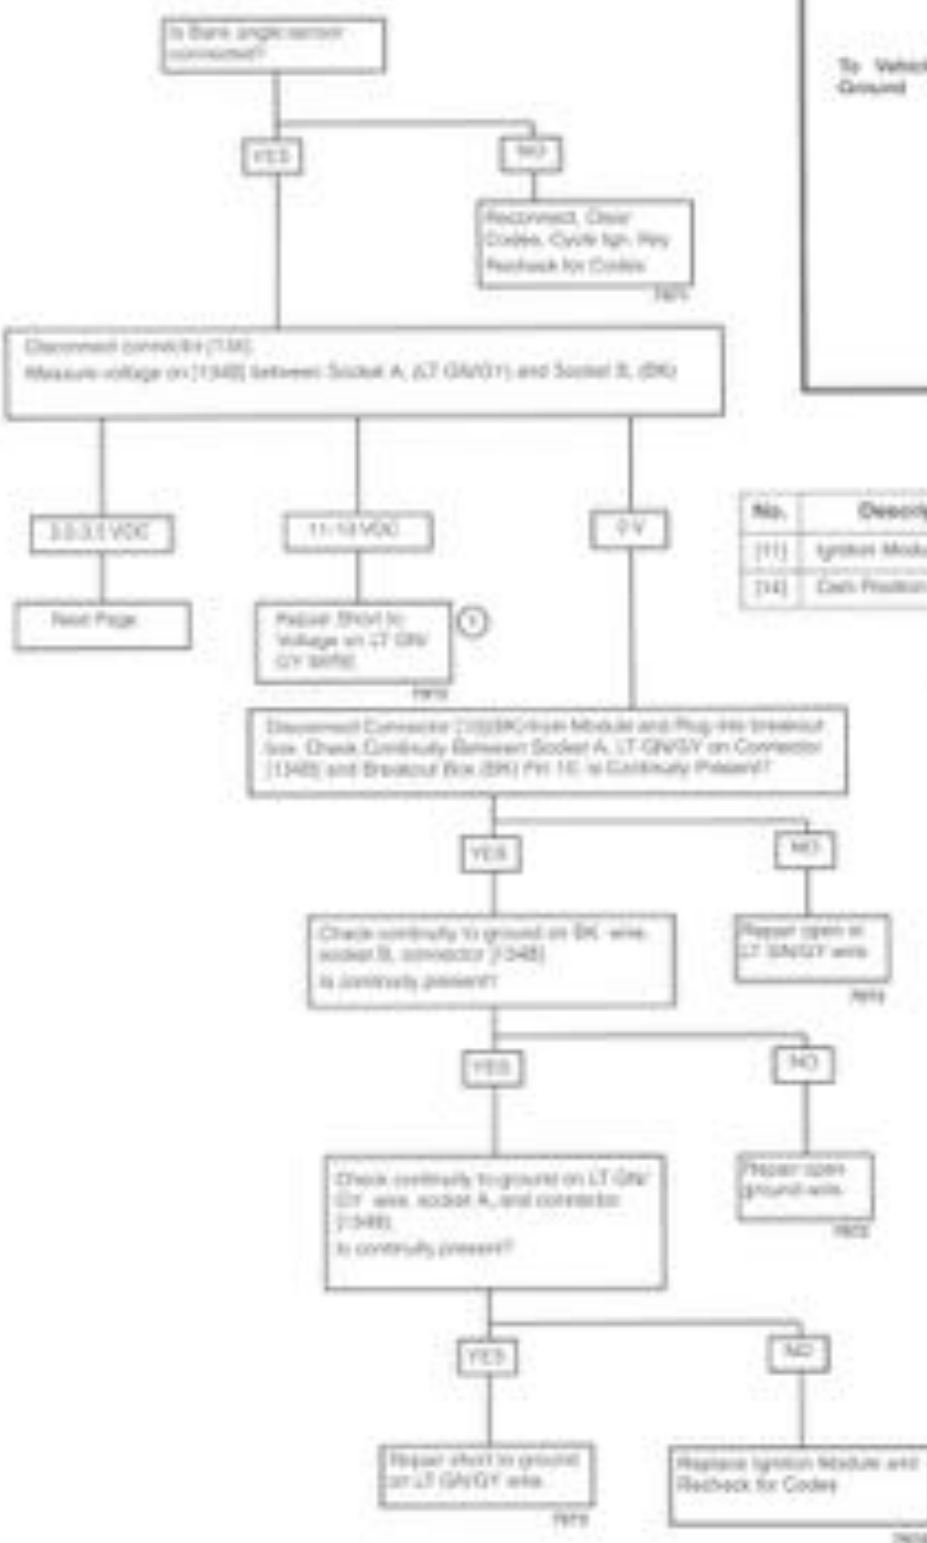 Is Bank angle sensor
connected?
To
Ground
YES
NO
Reconnect, Clear
Codes, Cycle Ign. Key
Recheck for Codes
Disconnect connector
Measure voltage on [134B] between Socket A, (LT GN/GY) and Socket B, (BK)
11-13 VDC
0 V
No.
[11] Ignition
[14]
Next Page
Repair Short to
Voltage on LT GN/
GY WIRE
Disconnect Connector from Module and Plug into breakout
box. Check Continuity Between Socket A, LT GN/GY on Connector
[134B] and Breakout Box (BK) Pin Is Continuity Present?
YES
NO
Check continuity to ground on BK wire,
socket B, connector [134B].
Is continuity present?
Repair open in
LT GN/GY wire.
YES
NO
Check continuity to ground on LT GN/
GY wire, socket A, and connector
[134B].
Is continuity present?
Repair open
ground wire.
YES
NO
Repair short to ground
on LT GN/GY wire.
Replace Ignition Module and
Recheck for Codes